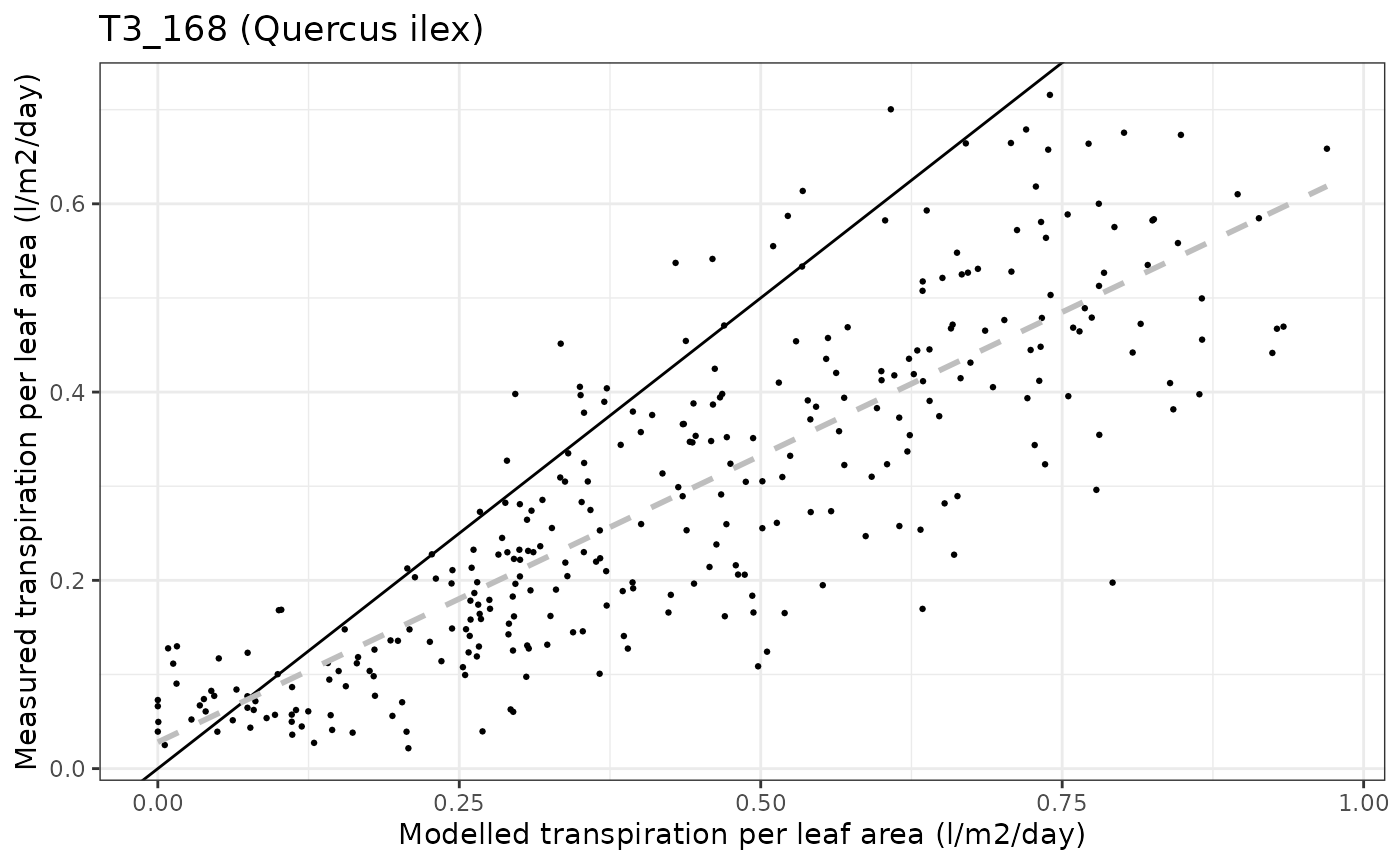 T3_168 (Quercus ilex)
Measured transpiration per leaf area (l/m2/day)
0.6
0.4
0.2
0.0
0.00 0.25 0.50 0.75 1.00
Modelled transpiration per leaf area (l/m2/day)